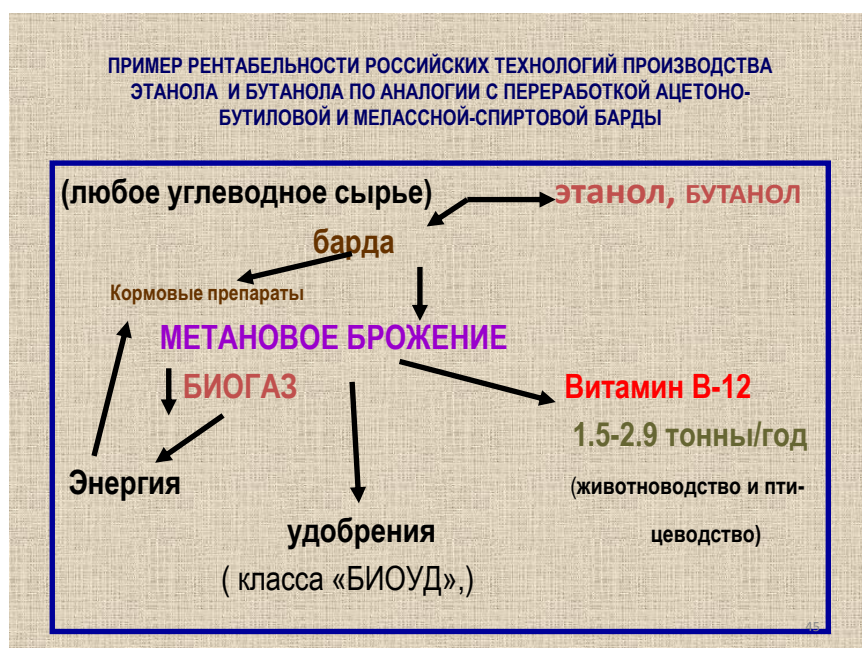 ПРИМЕР РЕНТАБЕЛЬНОСТИ РОССИЙСКИХ ТЕХНОЛОГИЙ ПРОИЗВОДСТВА
ЭТАНОЛА И БУТАНОЛА ПО АНАЛОГИИ С ПЕРЕРАБОТКОЙ АЦЕТОНО-
БУТИЛОВОЙ И МЕЛАССНОЙ-СПИРТОВОЙ БАРДЫ
(любое углеводное сырье) этанол, БУТАНОЛ
барда
Кормовые препараты
МЕТАНОВОЕ БРОЖЕНИЕ
БИОГАЗ Витамин В-12
1.5-2.9 тонны/год
Энергия (животноводство и пти-
удобрения цеводство)
( класса «БИОУД»,)
45